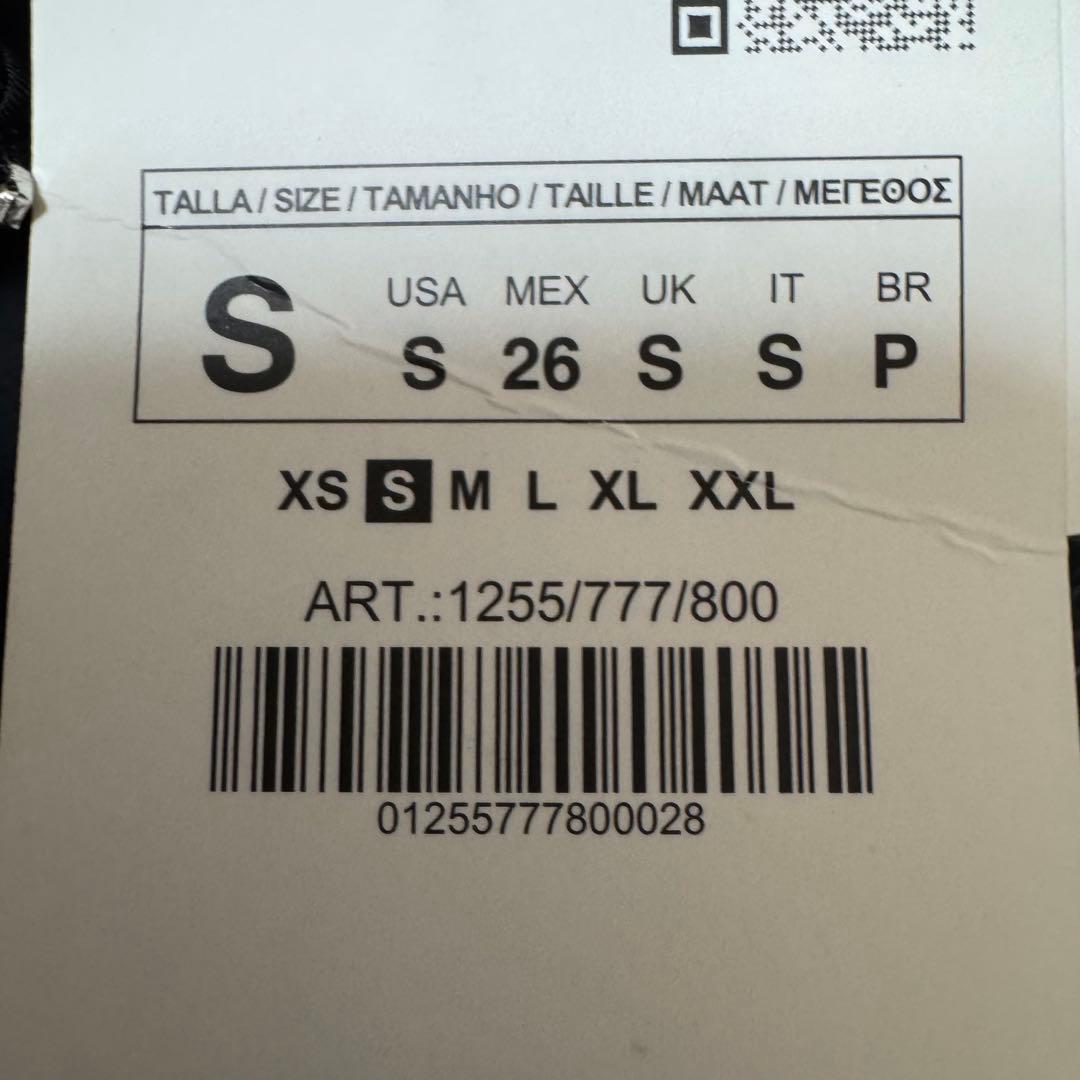 TALLA / SIZE / TAMANHO / TAILLE / MAAT / ΜΕΓΕΘΟΣ
S
USA MEX UK IT BR
S 26 S S P
XS S M L XL XXL
ART.:1255/777/800
01255777800028